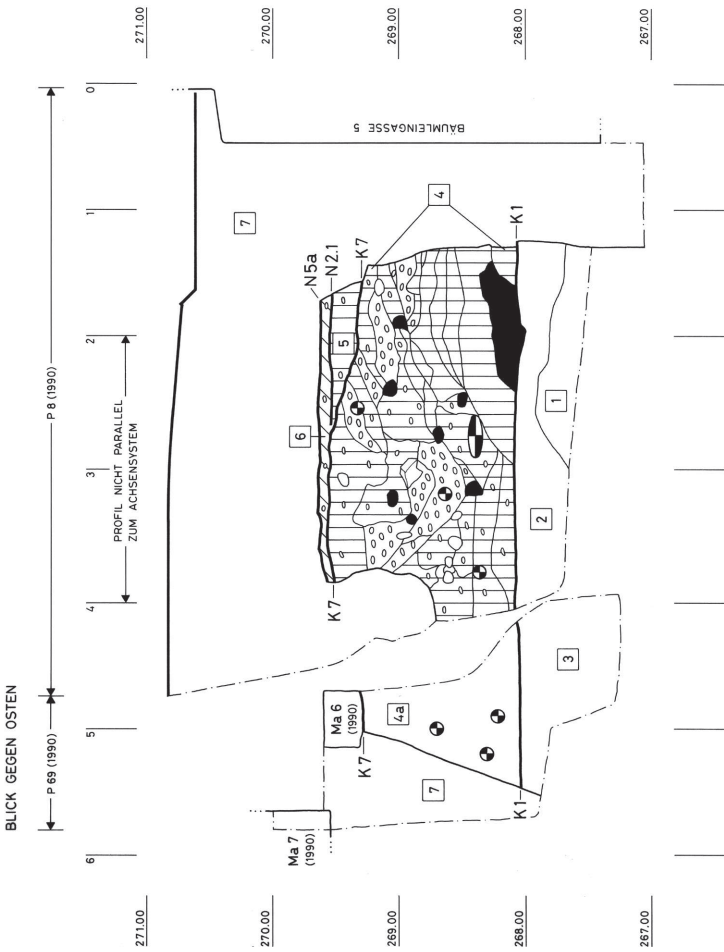 BLICK GEGEN OSTEN
P 69 (1990)
P 8 (1990)
PROFIL NICHT PARALLEL
ZUM ACHSENSYSTEM
6
5
4
3
2
1
0
271.00
271.00
270.00
270.00
269.00
269.00
268.00
268.00
267.00
267.00
BÄUMLEINGASSE 5
7
N5a
N2.1
K7
4
K1
6
5
K7
1
2
3
Ma 6
(1990)
4a
K7
7
K1
Ma 7
(1990)